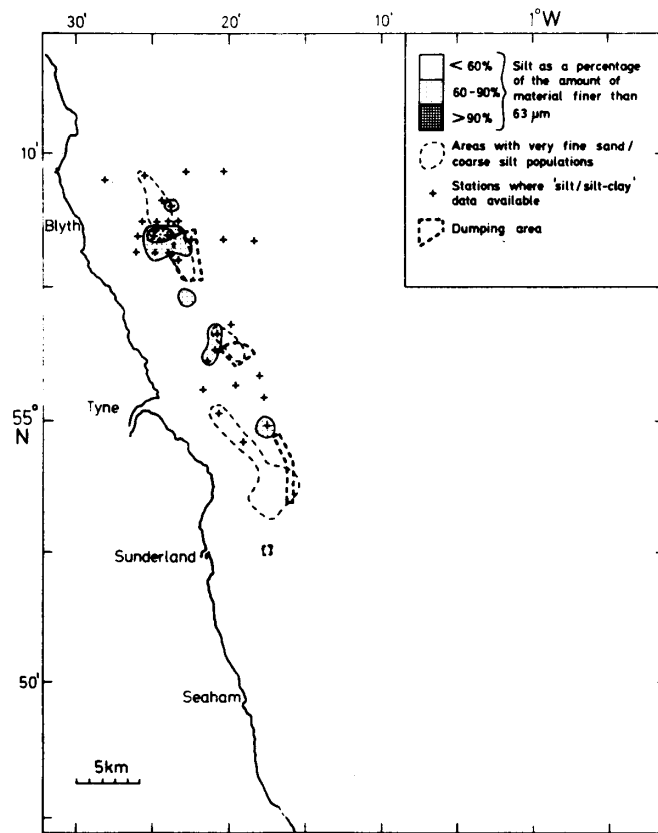 30' 20' 10' 1°W
< 60%
60-90%
>90%
Silt as a percentage
of the amount of
material finer than
63 µm
Areas with very fine sand/
coarse silt populations
Stations where 'silt/silt-clay'
data available
Dumping area
10'
Blyth
Tyne
55°
N
Sunderland
50'
Seaham
5km